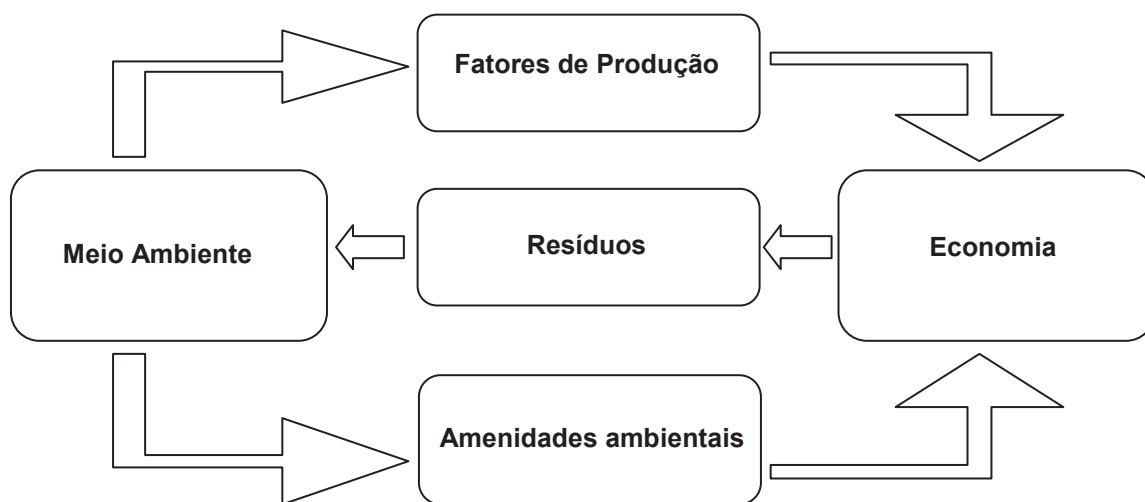 Fatores de Produção
Meio Ambiente
Resíduos
Economia
Amenidades ambientais